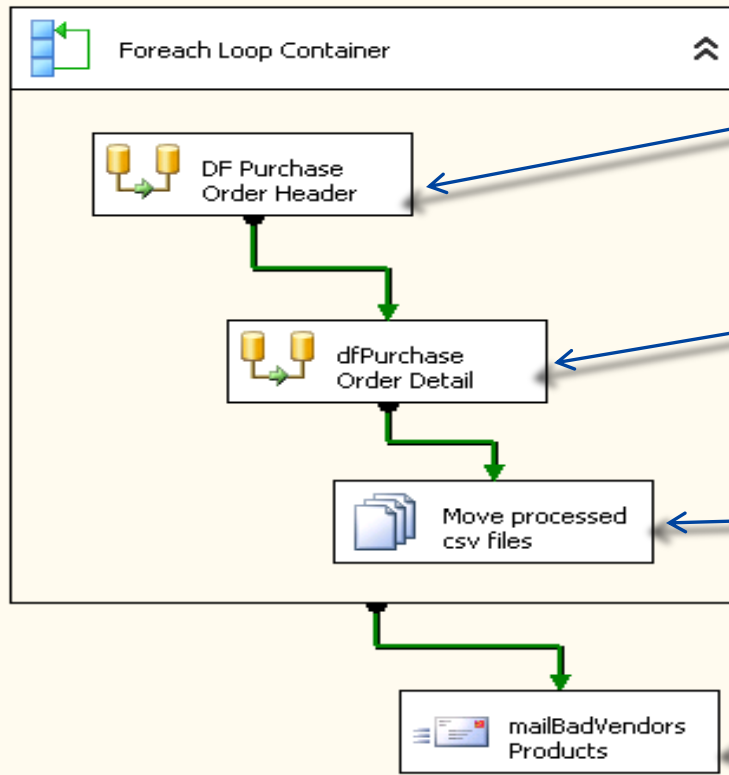 Foreach Loop Container
DF Purchase
Order Header
dfPurchase
Order Detail
Move processed
csv files
mailBadVendors
Products